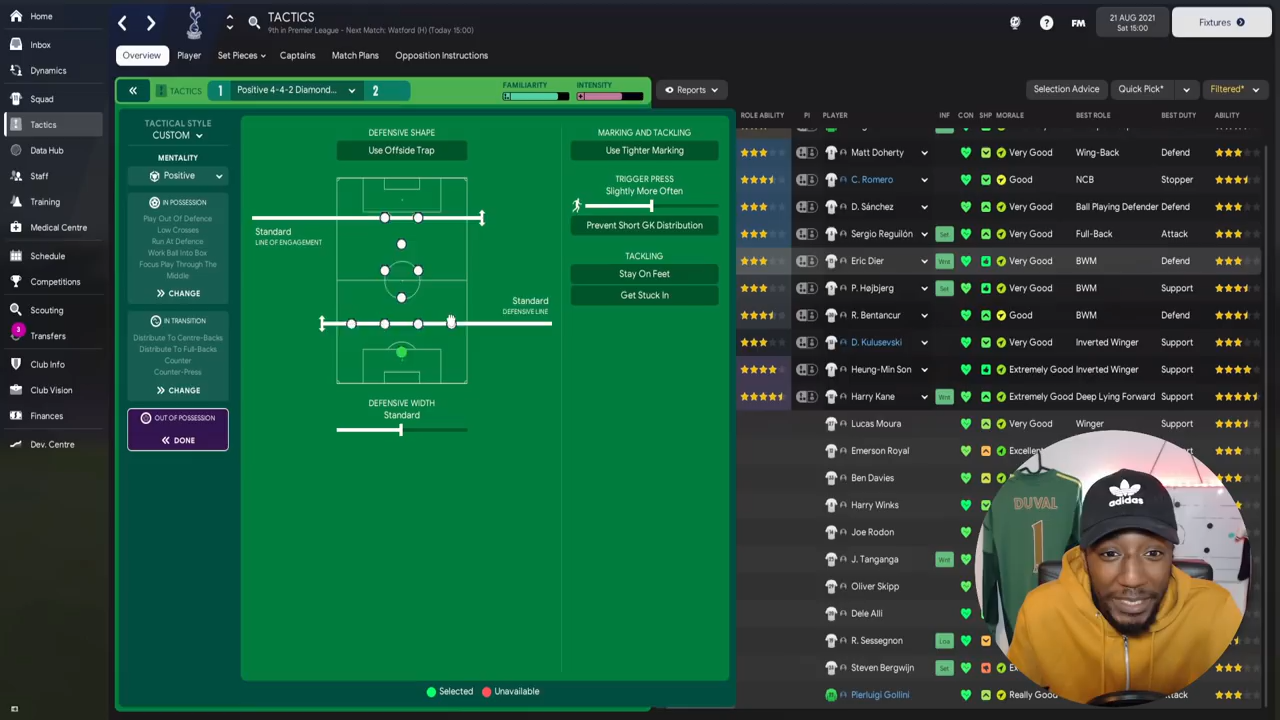 Home
TACTICS
9th in Premier League - Next Match: Watford (H) (Today 15:00)
FM
21 AUG 2021
Sat 15:00
Fixtures
Inbox
Dynamics
Squad
Tactics
Data Hub
Staff
Training
Medical Centre
Schedule
Competitions
Scouting
3
Transfers
Club Info
Club Vision
Finances
Dev. Centre
Overview
Player
Set Pieces
Captains
Match Plans
Opposition Instructions
TACTICS
1
Positive 4-4-2 Diamond...
2
FAMILIARITY
INTENSITY
Reports
Selection Advice
Quick Pick*
Filtered*
TACTICAL STYLE
CUSTOM
MENTALITY
Positive
IN POSSESSION
Play Out Of Defence
Low Crosses
Run At Defence
Work Ball Into Box
Focus Play Through The
Middle
CHANGE
IN TRANSITION
Distribute To Centre-Backs
Distribute To Full-Backs
Counter
Counter-Press
CHANGE
OUT OF POSSESSION
DONE
DEFENSIVE SHAPE
Use Offside Trap
Standard
LINE OF ENGAGEMENT
Standard
DEFENSIVE LINE
DEFENSIVE WIDTH
Standard
MARKING AND TACKLING
Use Tighter Marking
TRIGGER PRESS
Slightly More Often
Prevent Short GK Distribution
TACKLING
Stay On Feet
Get Stuck In
Selected
Unavailable
ROLE ABILITY PI PLAYER INF CON SHP MORALE BEST ROLE BEST DUTY ABILITY
Matt Doherty Very Good Wing-Back Defend
C. Romero Good NCB Stopper
D. Sánchez Very Good Ball Playing Defender Defend
Sergio Reguilón Set Very Good Full-Back Attack
Eric Dier Wnt Very Good BWM Defend
P. Højbjerg Set Very Good BWM Support
R. Bentancur Very Good BWM Support
D. Kulusevski Very Good Inverted Winger Support
Heung-Min Son Extremely Good Inverted Winger Support
Harry Kane Wnt Extremely Good Deep Lying Forward Support
Lucas Moura Very Good Winger Support
Emerson Royal
Ben Davies
Harry Winks
Joe Rodon
J. Tanganga Wnt
Oliver Skipp
Dele Alli
R. Sessegnon Loa
Steven Bergwijn Set
Pierluigi Gollini Really Good
DUVAL
1
adidas